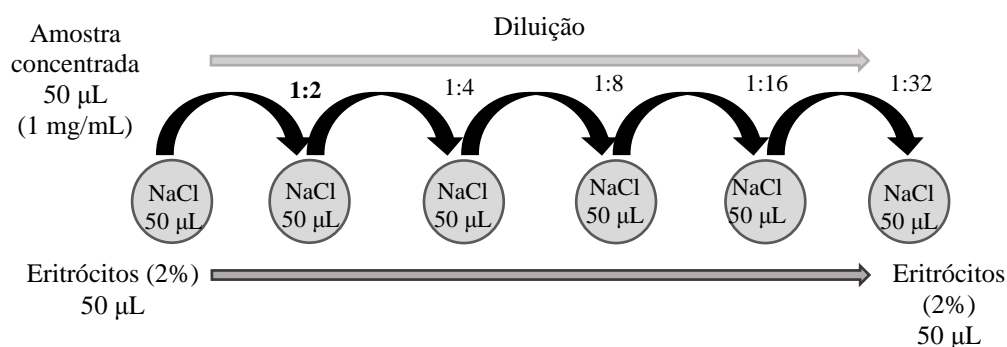 Diluição
Amostra
concentrada
50 μL
(1 mg/mL)
1:2
1:4
1:8
1:16
1:32
NaCl
50 μL
NaCl
50 μL
NaCl
50 μL
NaCl
50 μL
NaCl
50 μL
NaCl
50 μL
Eritrócitos (2%)
50 μL
Eritrócitos
(2%)
50 μL